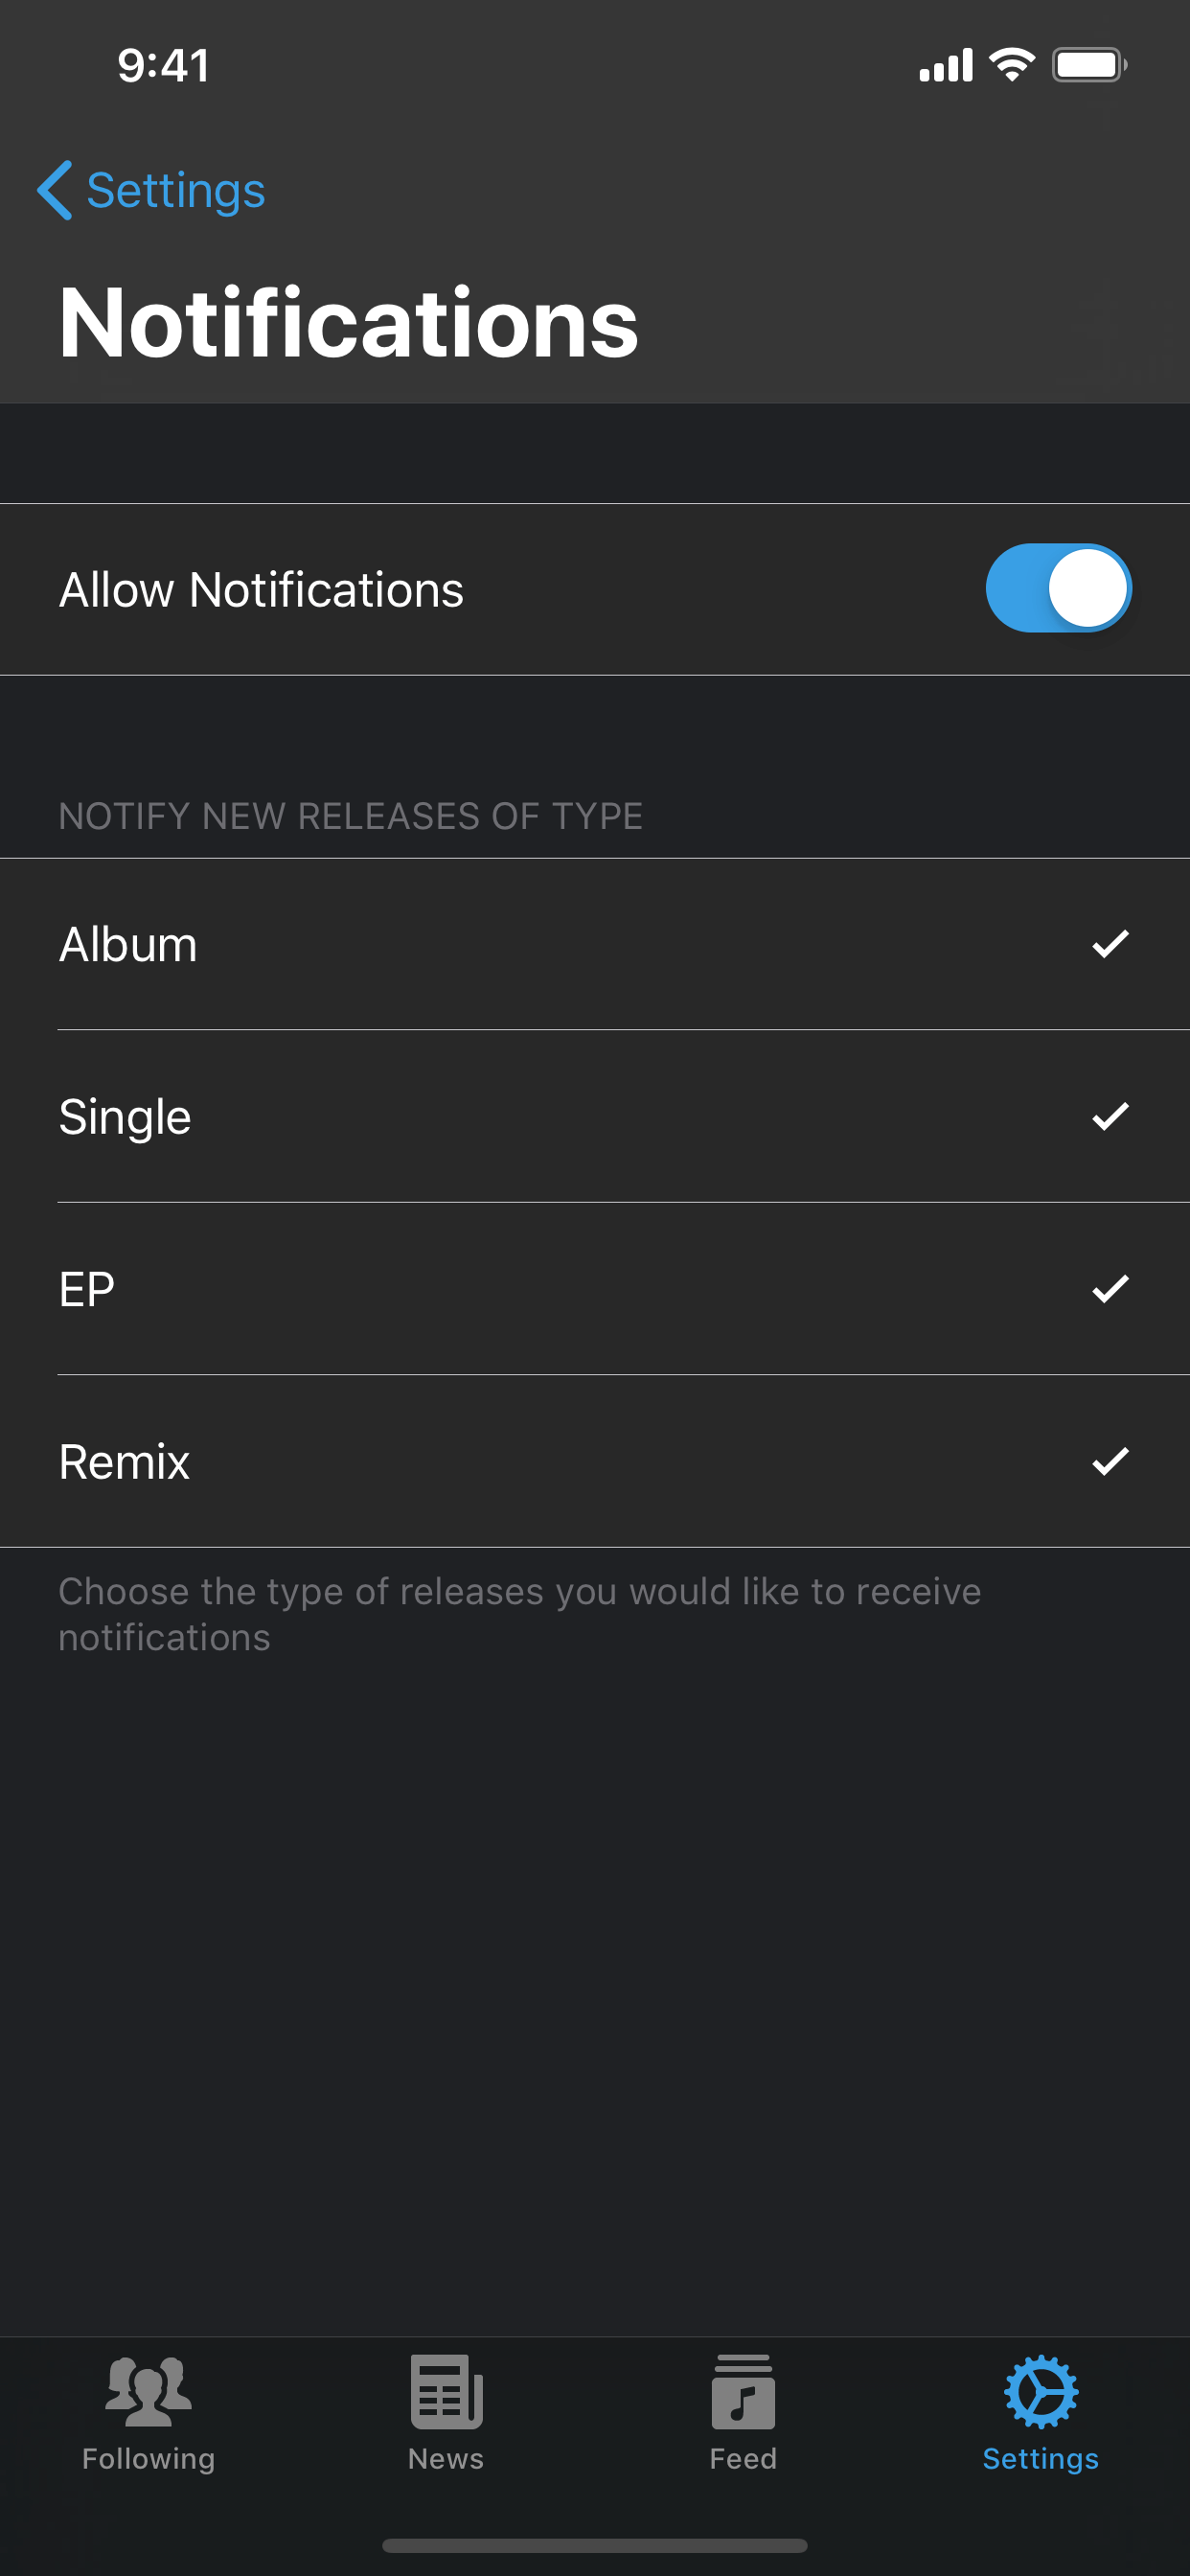 9:41
Settings
Notifications
Allow Notifications
NOTIFY NEW RELEASES OF TYPE
Album
Single
EP
Remix
Choose the type of releases you would like to receive
notifications
Following
News
Feed
Settings